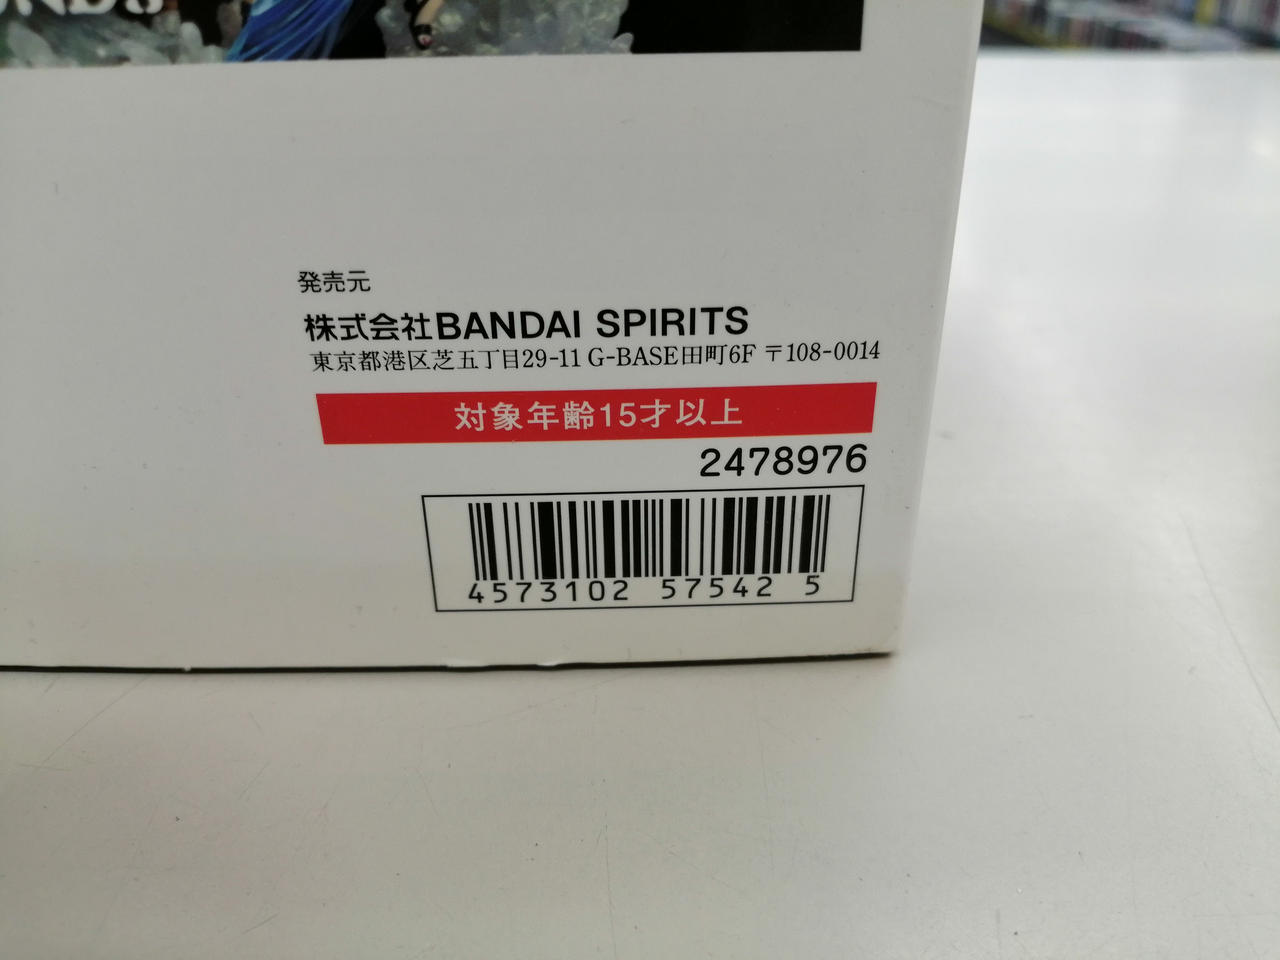 発売元
株式会社BANDAI SPIRITS
東京都港区芝五丁目29-11 G-BASE田町6F 〒108-0014
対象年齢15才以上
2478976
4573102 57542 5